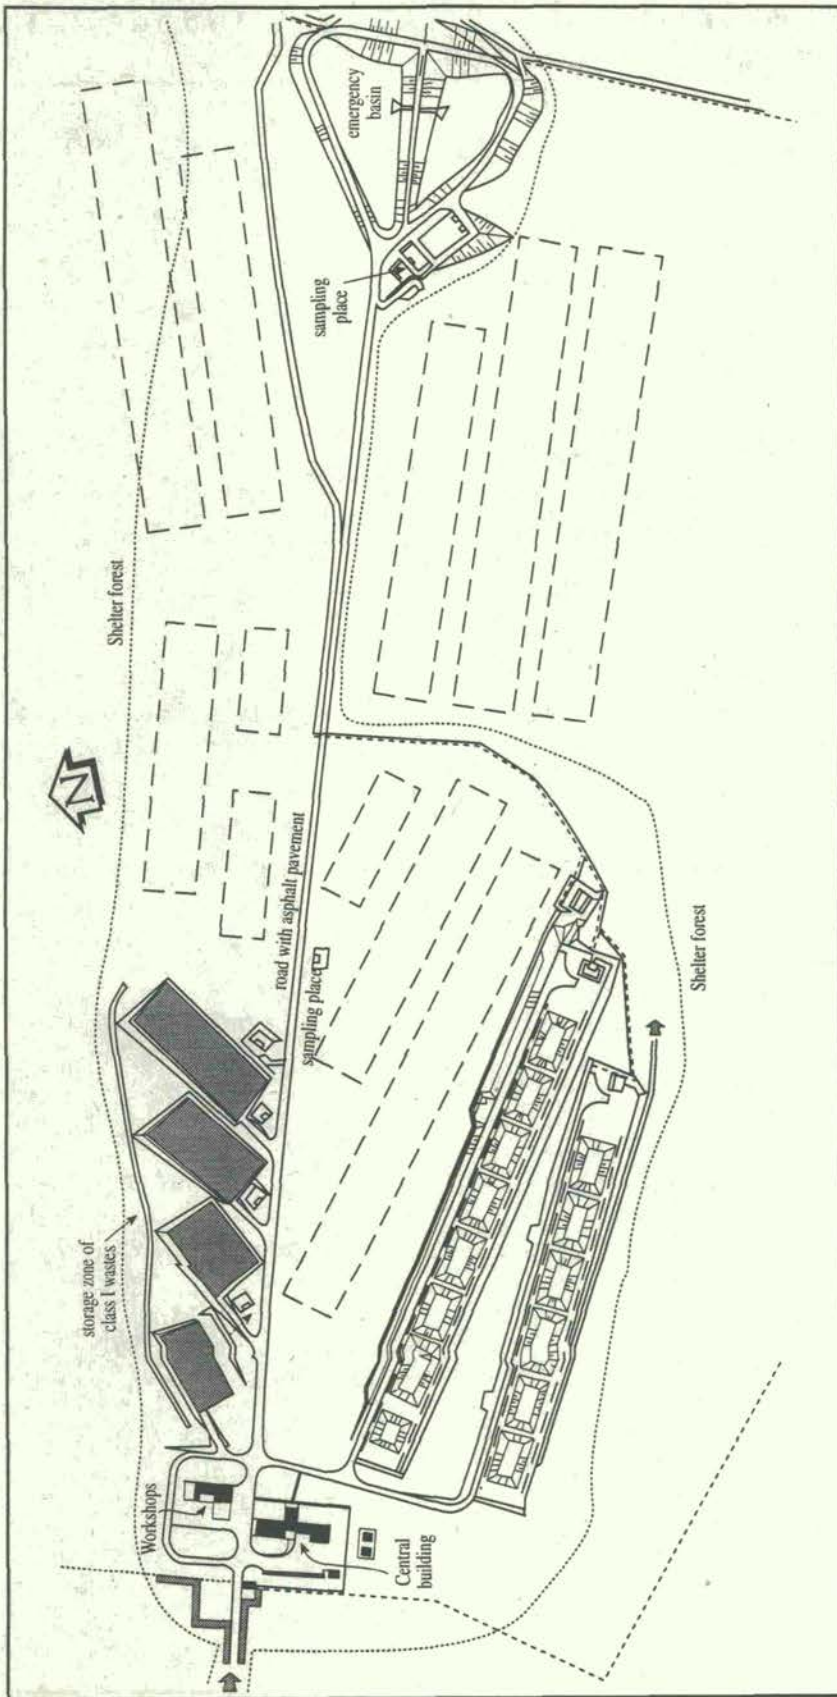 emergency
basin
sampling
place
Shelter forest
N
road with asphalt pavement
sampling place
Shelter forest
storage zone of
class I wastes
Workshops
Central
building